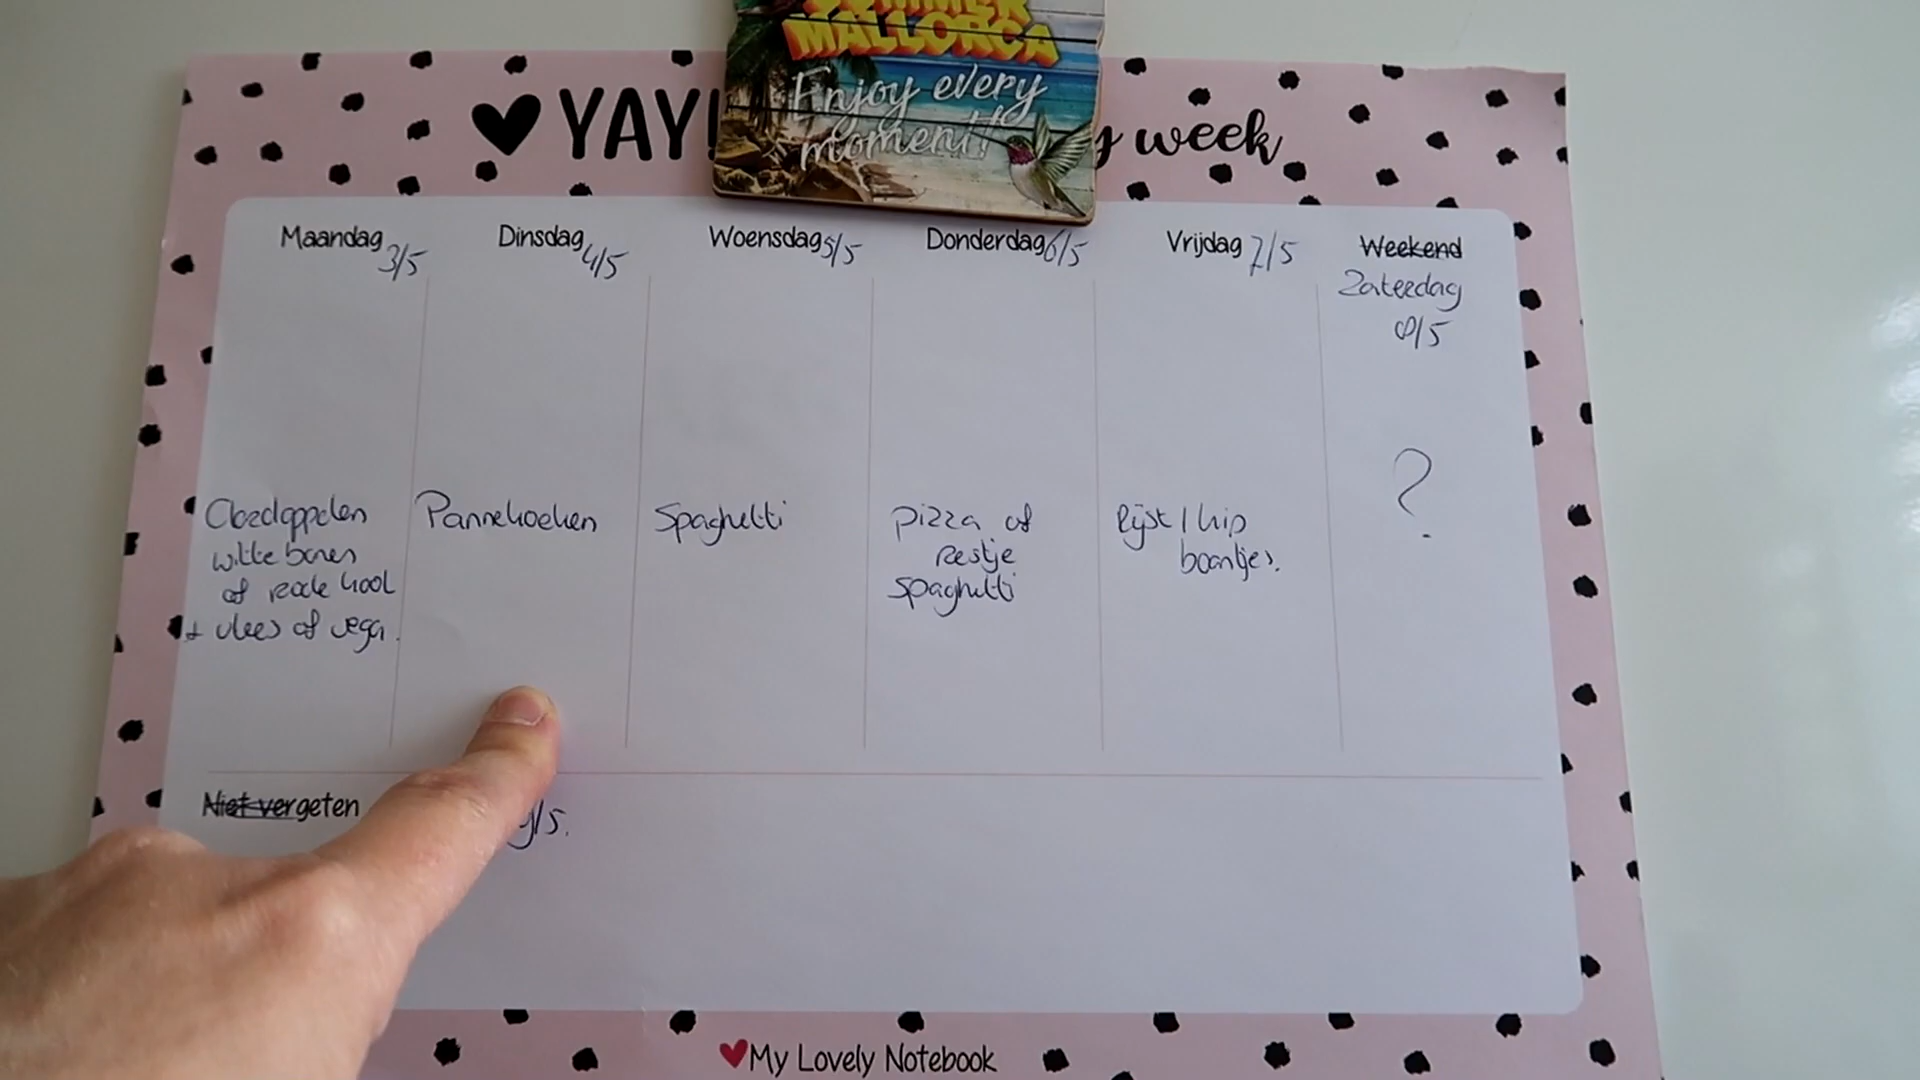 SUMMER
MALLORCA
Enjoy every
moment!
YAY!
week
Maandag 3/5
Dinsdag 4/5
Woensdag 5/5
Donderdag 6/5
Vrijdag 7/5
Weekend
Zaterdag
8/5
Aardappelen
witte bonen
of rode kool
+ vlees of vega.
Pannekoeken
Spaghetti
pizza of
restje
spaghetti
Rijst / kip
boontjes.
?
Niet vergeten
9/5.
My Lovely Notebook